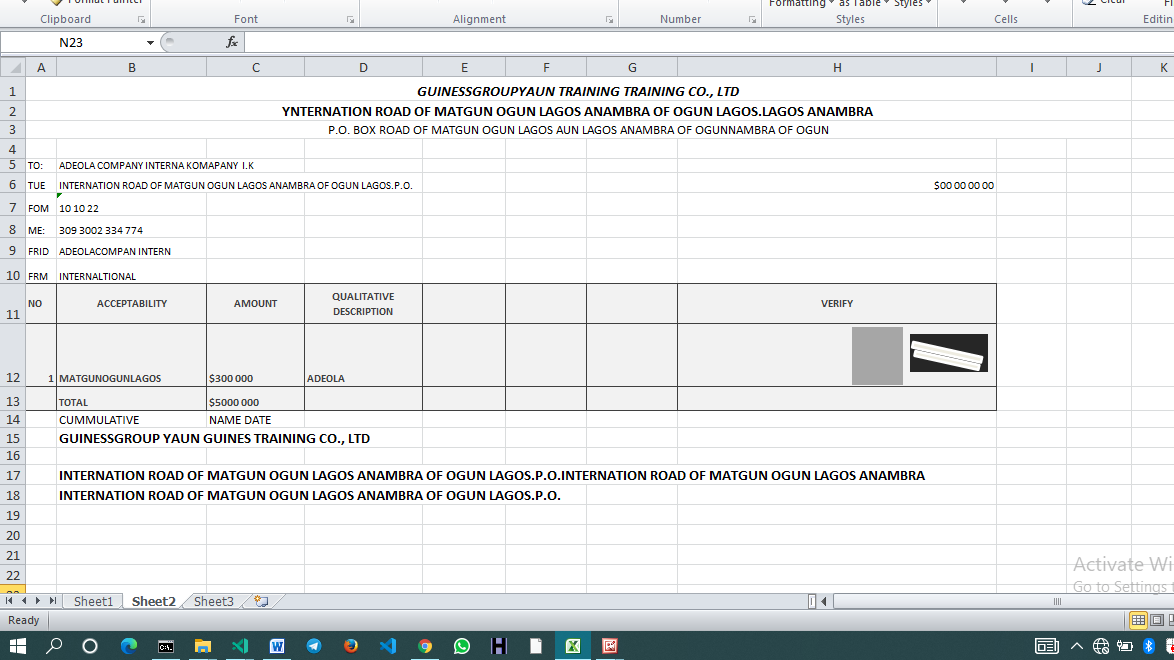 Format Painter
Formatting as Table Styles Clear
Clipboard Font Alignment Number Styles Cells Editin
N23 fx
A B C D E F G H I J K
1 GUINESSGROUPYAUN TRAINING TRAINING CO., LTD
2 YNTERNATION ROAD OF MATGUN OGUN LAGOS ANAMBRA OF OGUN LAGOS.LAGOS ANAMBRA
3 P.O. BOX ROAD OF MATGUN OGUN LAGOS AUN LAGOS ANAMBRA OF OGUNNAMBRA OF OGUN
4
5 TO: ADEOLA COMPANY INTERNA KOMAPANY I.K
6 TUE INTERNATION ROAD OF MATGUN OGUN LAGOS ANAMBRA OF OGUN LAGOS.P.O. $00 00 00 00
7 FOM 10 10 22
8 ME: 309 3002 334 774
9 FRID ADEOLACOMPAN INTERN
10 FRM INTERNALTIONAL
11 NO ACCEPTABILITY AMOUNT QUALITATIVE DESCRIPTION VERIFY
12 1 MATGUNOGUNLAGOS $300 000 ADEOLA
13 TOTAL $5000 000
14 CUMMULATIVE NAME DATE
15 GUINESSGROUP YAUN GUINES TRAINING CO., LTD
16
17 INTERNATION ROAD OF MATGUN OGUN LAGOS ANAMBRA OF OGUN LAGOS.P.O.INTERNATION ROAD OF MATGUN OGUN LAGOS ANAMBRA
18 INTERNATION ROAD OF MATGUN OGUN LAGOS ANAMBRA OF OGUN LAGOS.P.O.
19
20
21
22
Activate Wi
Go to Settings t
Sheet1 Sheet2 Sheet3
Ready